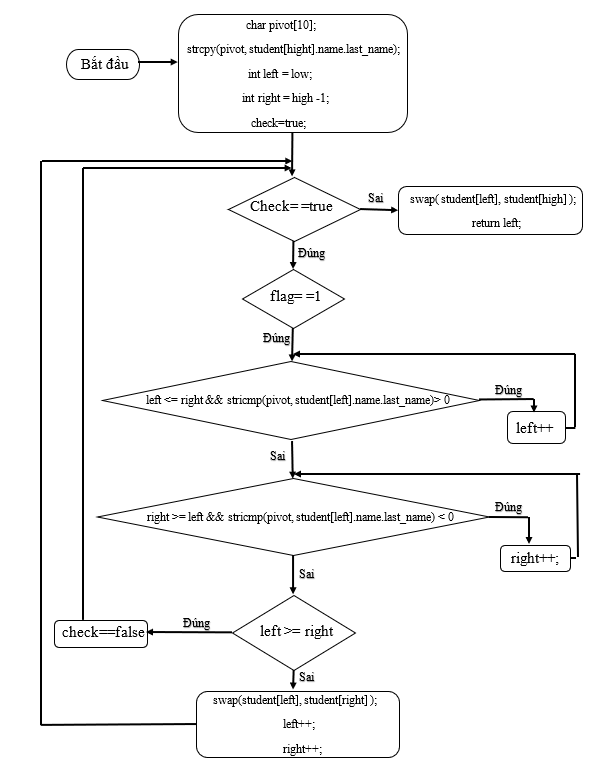 char pivot[10];
strcpy(pivot, student[hight].name.last_name);
int left = low;
int right = high -1;
check=true;
Bắt đầu
Check= =true
Sai
swap( student[left], student[high] );
return left;
Đúng
flag= =1
Đúng
left <= right && stricmp(pivot, student[left].name.last_name)> 0
Đúng
left++
Sai
right >= left && stricmp(pivot, student[left].name.last_name) < 0
Đúng
right++;
Sai
left >= right
Đúng
check==false
Sai
swap(student[left], student[right] );
left++;
right++;